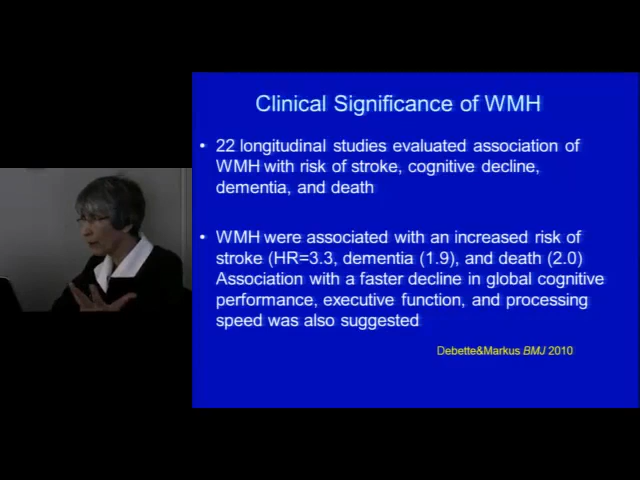 Clinical Significance of WMH
• 22 longitudinal studies evaluated association of
WMH with risk of stroke, cognitive decline,
dementia, and death
• WMH were associated with an increased risk of
stroke (HR=3.3, dementia (1.9), and death (2.0)
Association with a faster decline in global cognitive
performance, executive function, and processing
speed was also suggested
Debette&Markus BMJ 2010